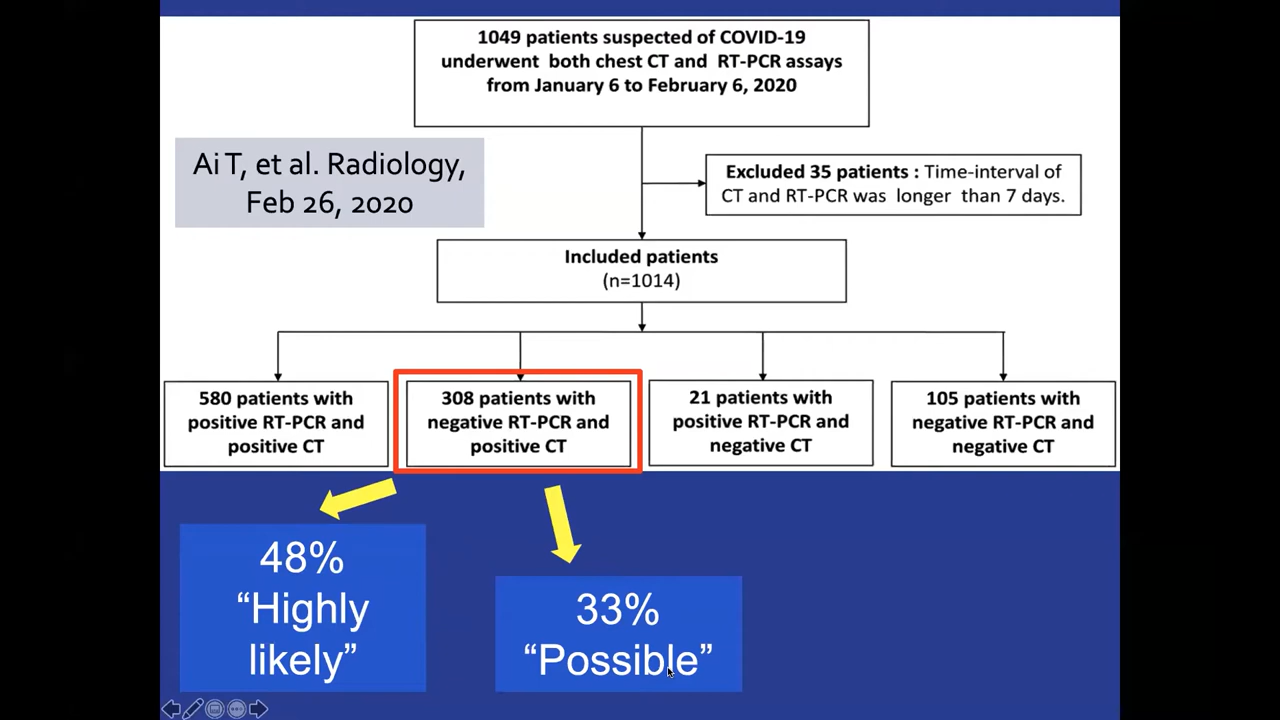 1049 patients suspected of COVID-19
underwent both chest CT and RT-PCR assays
from January 6 to February 6, 2020
Ai T, et al. Radiology,
Feb 26, 2020
Excluded 35 patients : Time-interval of
CT and RT-PCR was longer than 7 days.
Included patients
(n=1014)
580 patients with
positive RT-PCR and
positive CT
308 patients with
negative RT-PCR and
positive CT
21 patients with
positive RT-PCR and
negative CT
105 patients with
negative RT-PCR and
negative CT
48%
“Highly
likely”
33%
“Possible”